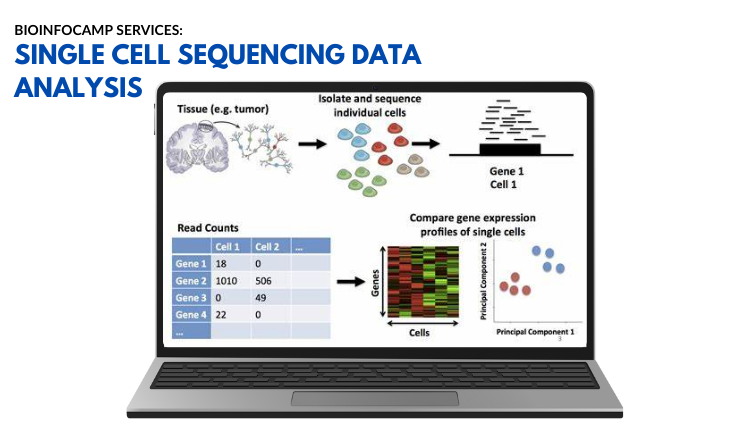 BIOINFOCAMP SERVICES:
SINGLE CELL SEQUENCING DATA
ANALYSIS
Tissue (e.g. tumor)
Isolate and sequence
individual cells
Gene 1
Cell 1
Read Counts
Cell 1 Cell 2 ...
Gene 1 18 0
Gene 2 1010 506
Gene 3 0 49
Gene 4 22 0
...
Genes
Cells
Compare gene expression
profiles of single cells
Principal Component 2
Principal Component 1
3